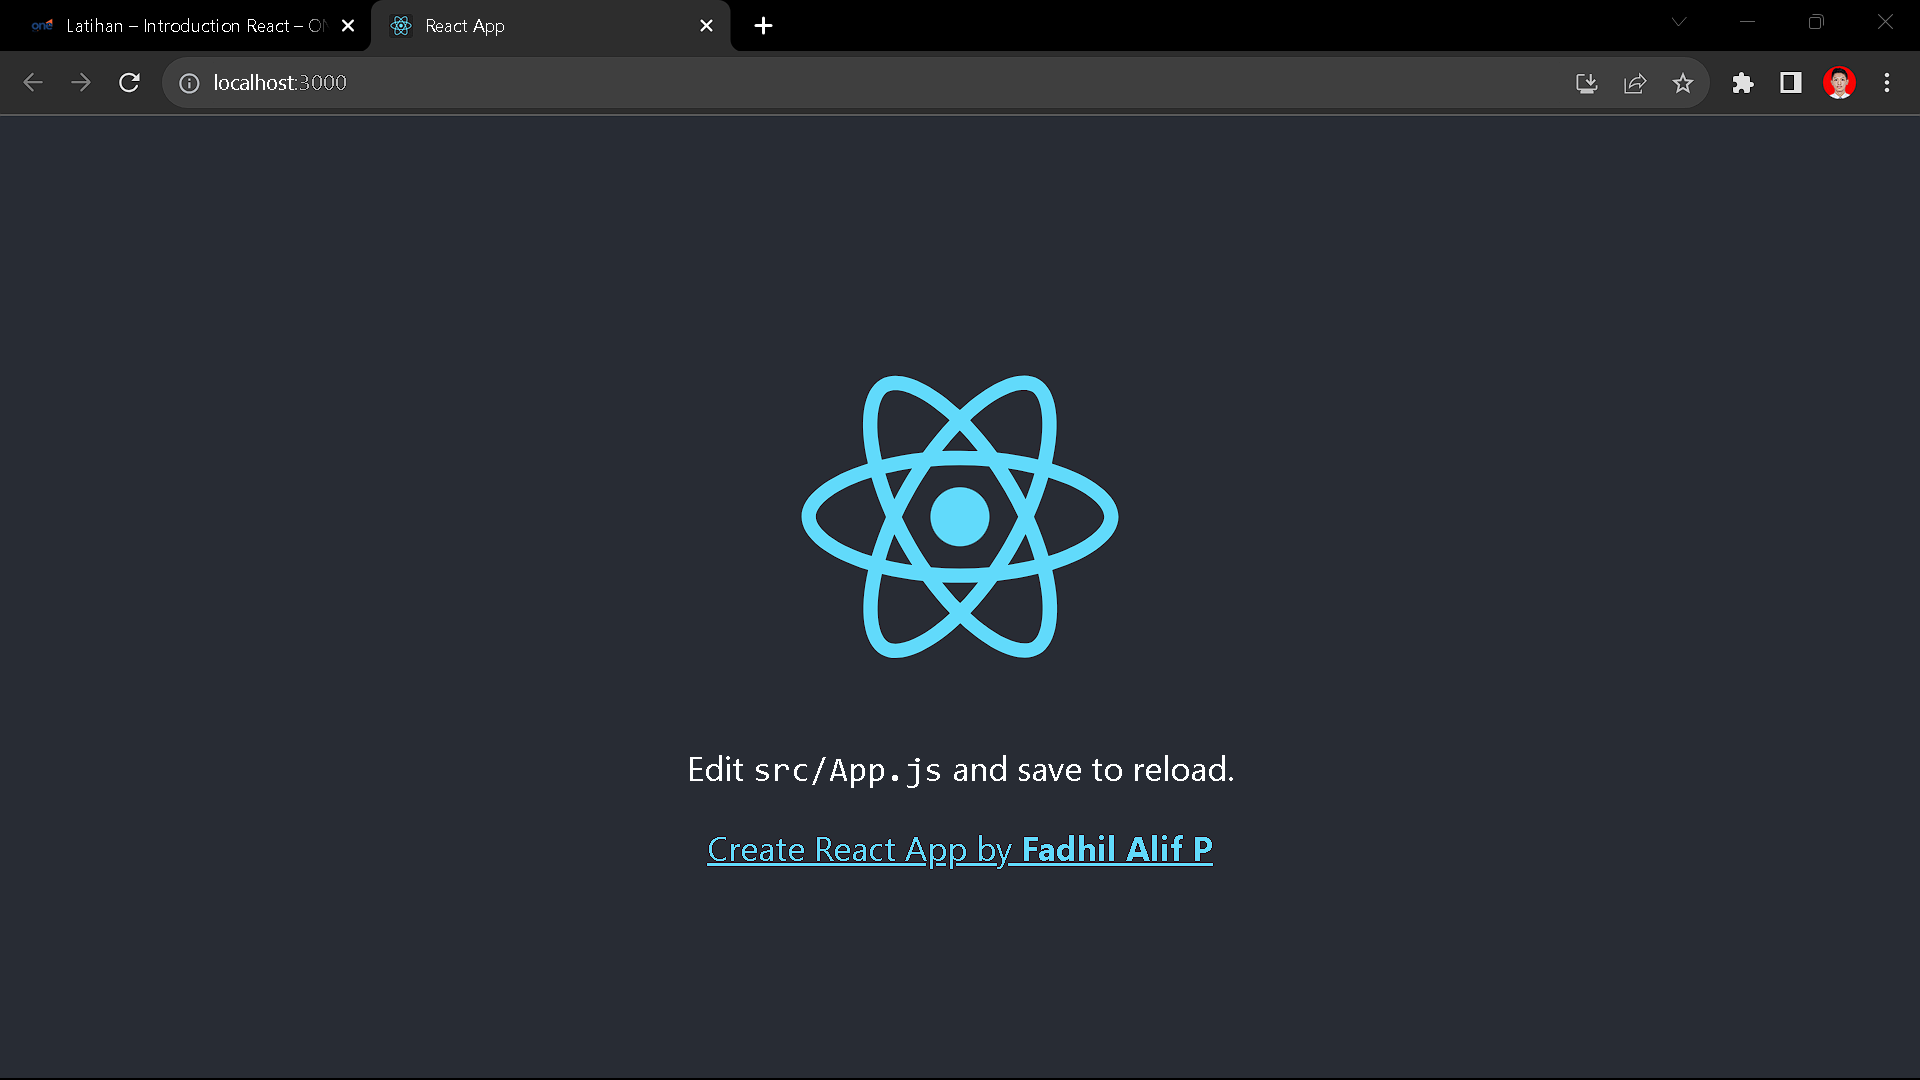 one Latihan – Introduction React – ON
React App
localhost:3000
Edit src/App.js and save to reload.
Create React App by Fadhil Alif P